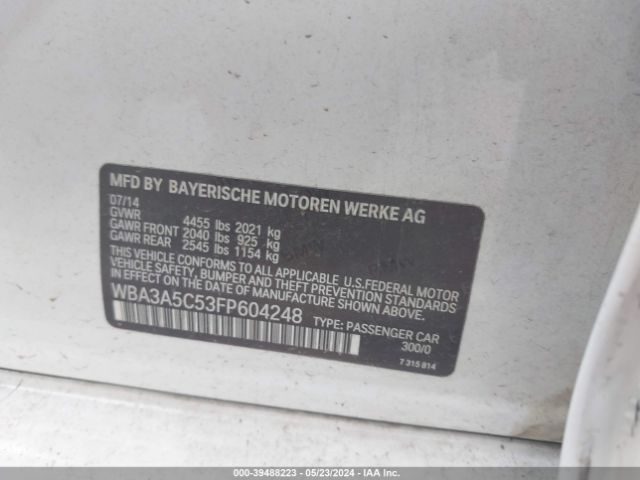 MFD BY BAYERISCHE MOTOREN WERKE AG
07/14
GVWR 4455 lbs 2021 kg
GAWR FRONT 2040 lbs 925 kg
GAWR REAR 2545 lbs 1154 kg
THIS VEHICLE CONFORMS TO ALL APPLICABLE U.S.FEDERAL MOTOR
VEHICLE SAFETY, BUMPER, AND THEFT PREVENTION STANDARDS
IN EFFECT ON THE DATE OF MANUFACTURE SHOWN ABOVE.
WBA3A5C53FP604248 TYPE: PASSENGER CAR
300/0
7 315 814
000-39488223 - 05/23/2024 - IAA Inc.